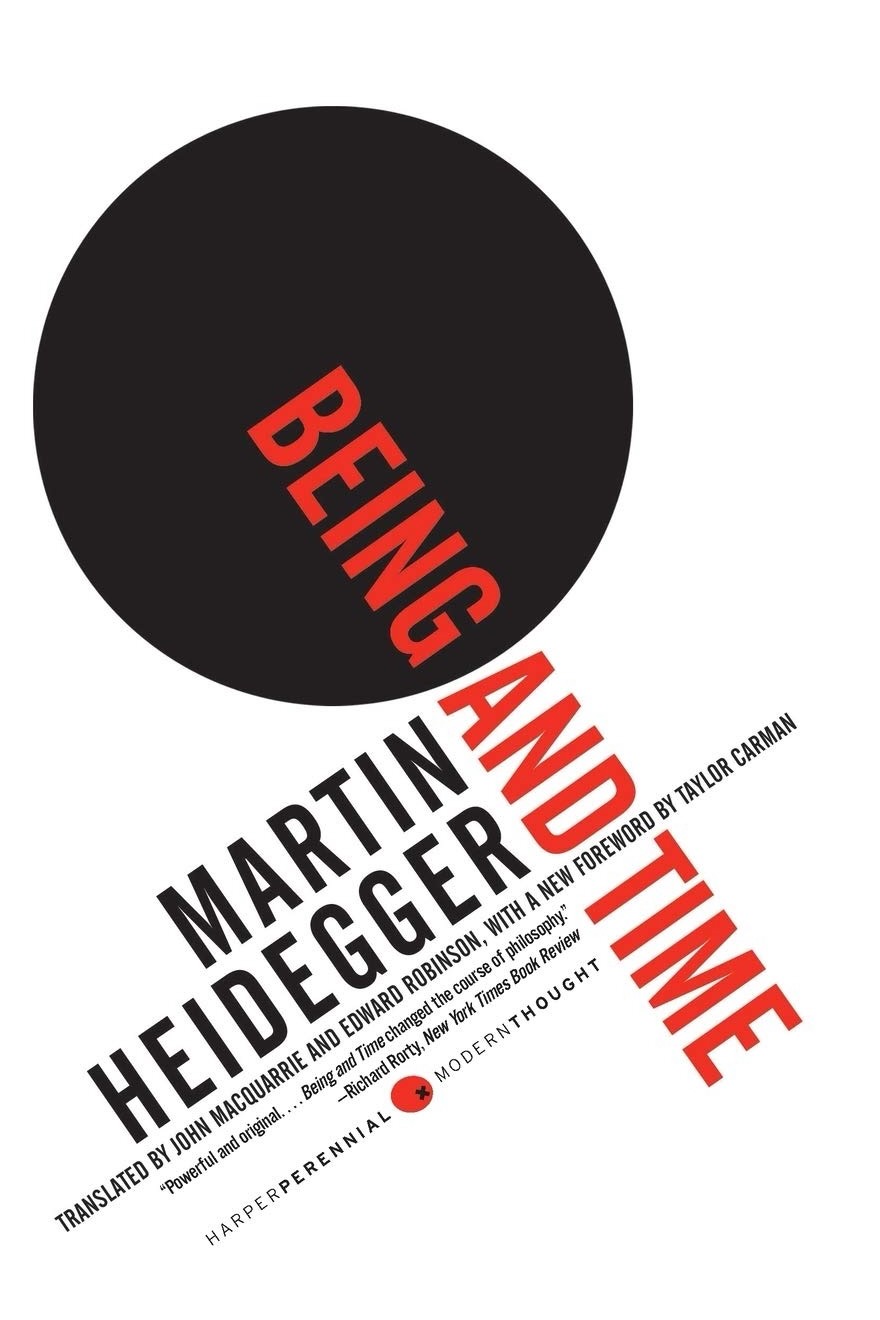 BEING
AND TIME
MARTIN
HEIDEGGER
TRANSLATED BY JOHN MACQUARRIE AND EDWARD ROBINSON, WITH A NEW FOREWORD BY TAYLOR CARMAN
“Powerful and original. . . . Being and Time changed the course of philosophy.”
—Richard Rorty, New York Times Book Review
HARPERPERENNIAL MODERNTHOUGHT